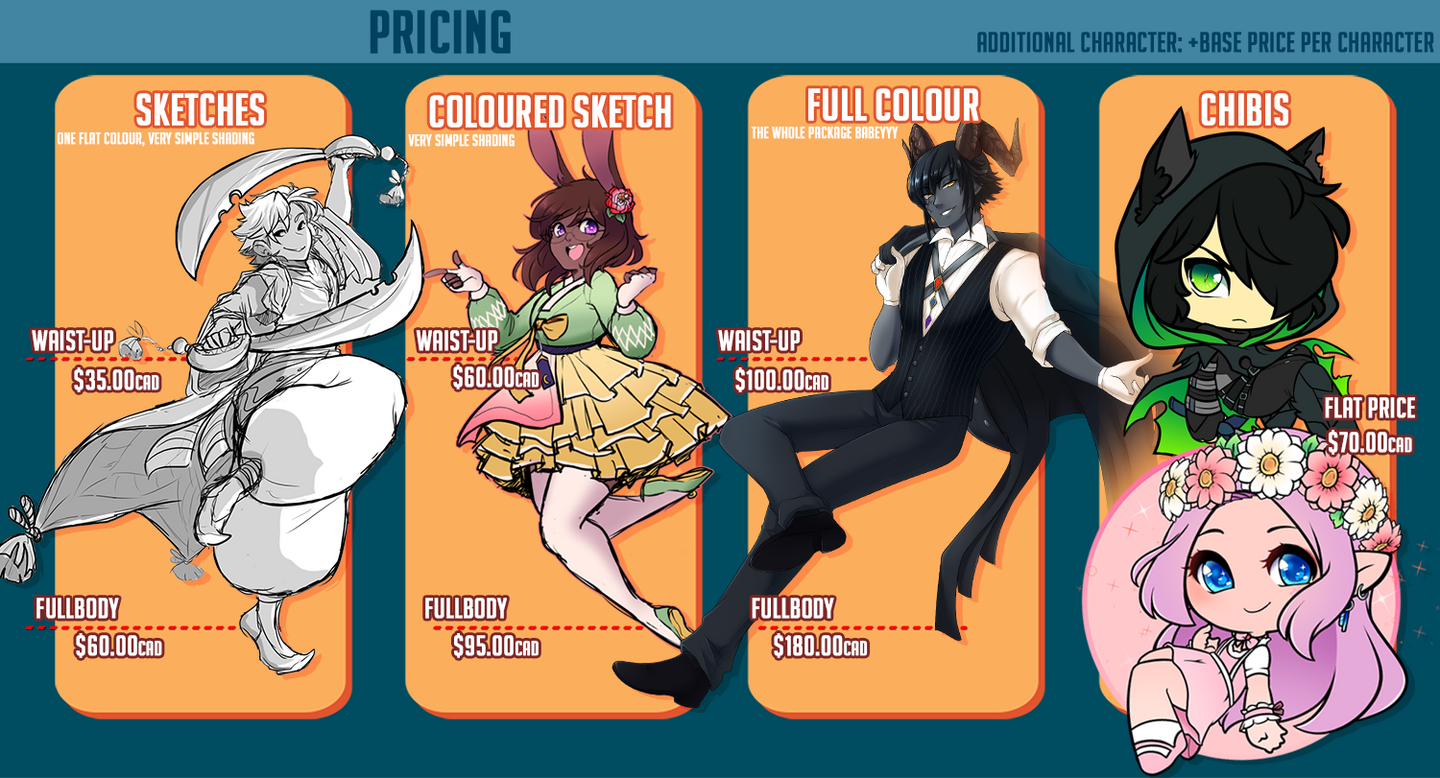 PRICING
ADDITIONAL CHARACTER: +BASE PRICE PER CHARACTER
SKETCHES
ONE FLAT COLOUR, VERY SIMPLE SHADING
WAIST-UP
$35.00CAD
FULLBODY
$60.00CAD
COLOURED SKETCH
VERY SIMPLE SHADING
WAIST-UP
$60.00CAD
FULLBODY
$95.00CAD
FULL COLOUR
THE WHOLE PACKAGE BABEYYY
WAIST-UP
$100.00CAD
FULLBODY
$180.00CAD
CHIBIS
FLAT PRICE
$70.00CAD